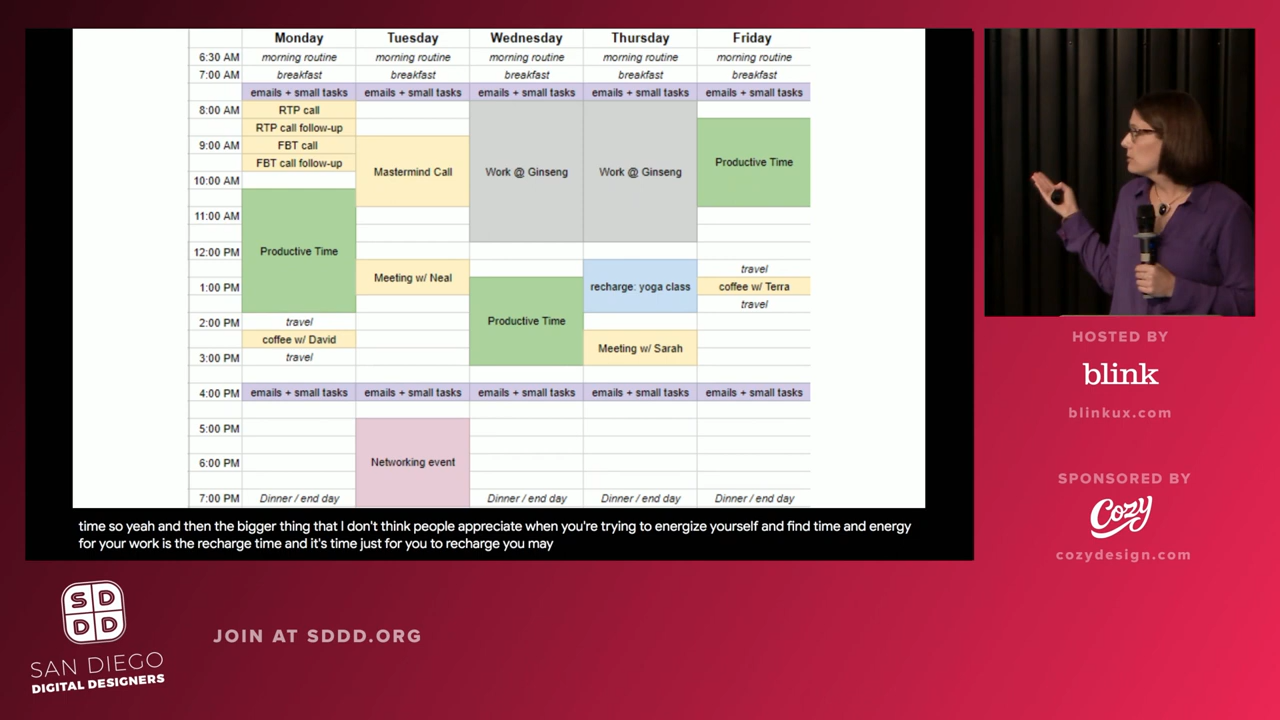 Monday Tuesday Wednesday Thursday Friday
6:30 AM morning routine morning routine morning routine morning routine morning routine
7:00 AM breakfast breakfast breakfast breakfast breakfast
emails + small tasks emails + small tasks emails + small tasks emails + small tasks emails + small tasks
8:00 AM RTP call
RTP call follow-up
9:00 AM FBT call
FBT call follow-up Productive Time
Mastermind Call Work @ Ginseng Work @ Ginseng
10:00 AM
11:00 AM
12:00 PM Productive Time
travel
Meeting w/ Neal
1:00 PM recharge: yoga class coffee w/ Terra
travel
2:00 PM travel Productive Time
coffee w/ David
Meeting w/ Sarah
3:00 PM travel
4:00 PM emails + small tasks emails + small tasks emails + small tasks emails + small tasks emails + small tasks
5:00 PM
6:00 PM Networking event
7:00 PM Dinner / end day Dinner / end day Dinner / end day Dinner / end day
time so yeah and then the bigger thing that I don't think people appreciate when you're trying to energize yourself and find time and energy
for your work is the recharge time and it's time just for you to recharge you may
HOSTED BY
blink
blinkux.com
SPONSORED BY
Cozy
cozydesign.com
SD
DD
SAN DIEGO
DIGITAL DESIGNERS
JOIN AT SDDD.ORG